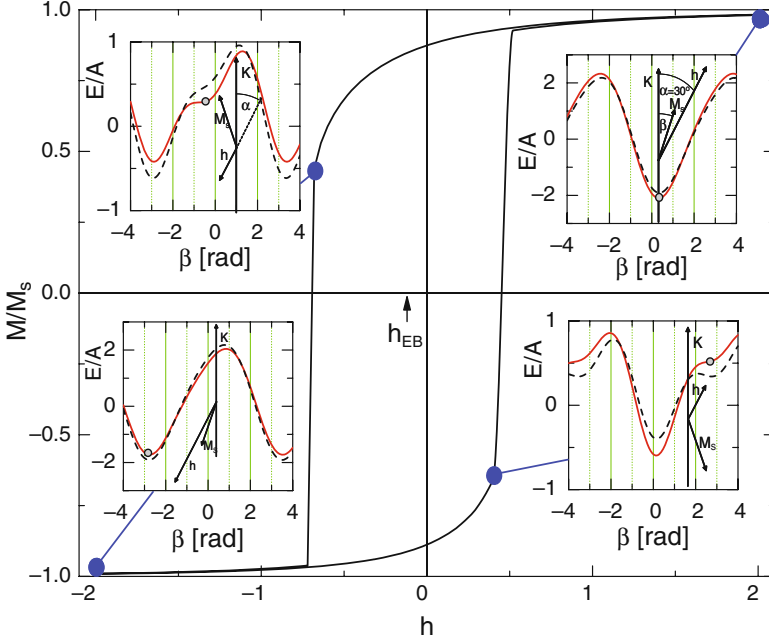 M/Ms
1.0
0.5
0.0
−0.5
−1.0
−2
−1
0
1
2
h
hEB
E/A
1
0
−1
−4 −2 0 2 4
β [rad]
K
α
Ms
h
E/A
2
0
−2
−4 −2 0 2 4
β [rad]
K
h
α=30°
Ms
β
E/A
2
0
−2
−4 −2 0 2 4
β [rad]
K
Ms
h
E/A
1
0
−1
−4 −2 0 2 4
β [rad]
K
h
Ms